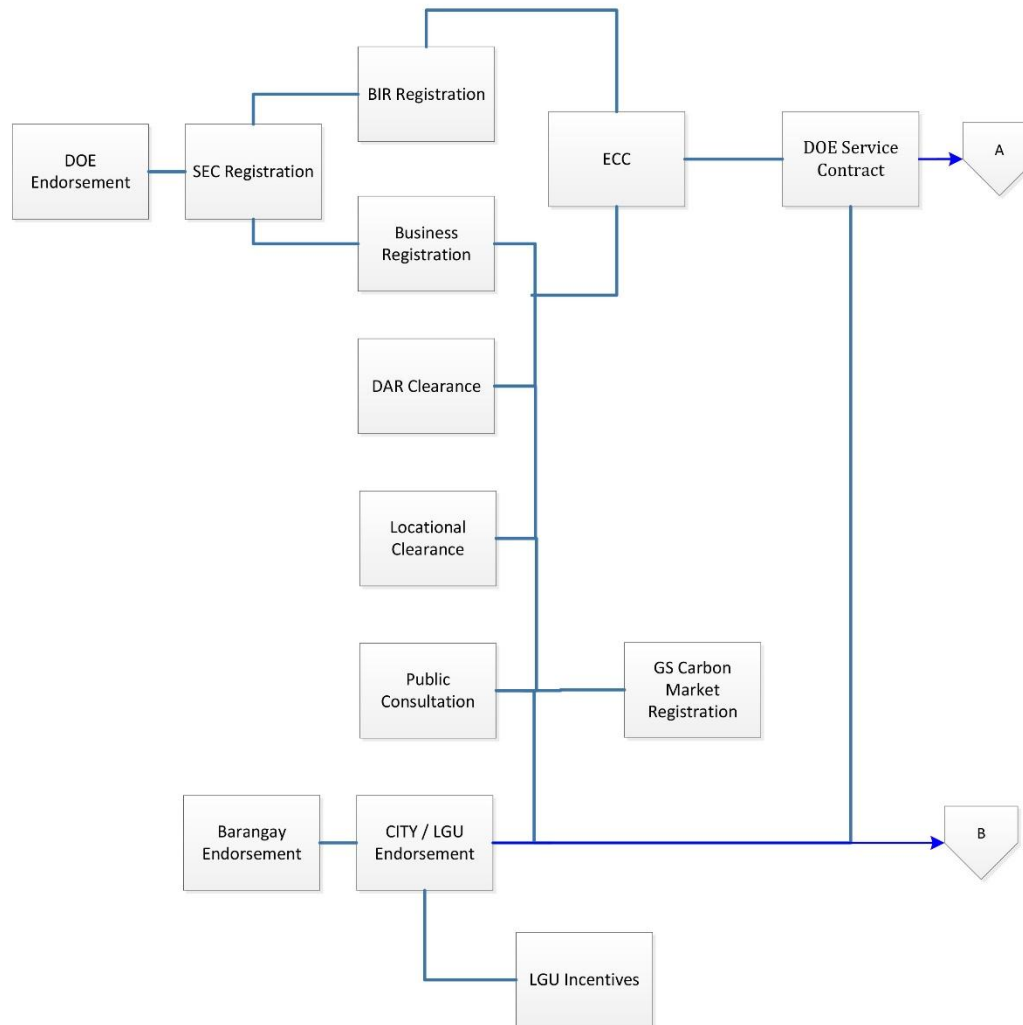 BIR Registration
DOE
Endorsement
SEC Registration
ECC
DOE Service
Contract
A
Business
Registration
DAR Clearance
Locational
Clearance
Public
Consultation
GS Carbon
Market
Registration
Barangay
Endorsement
CITY / LGU
Endorsement
B
LGU Incentives